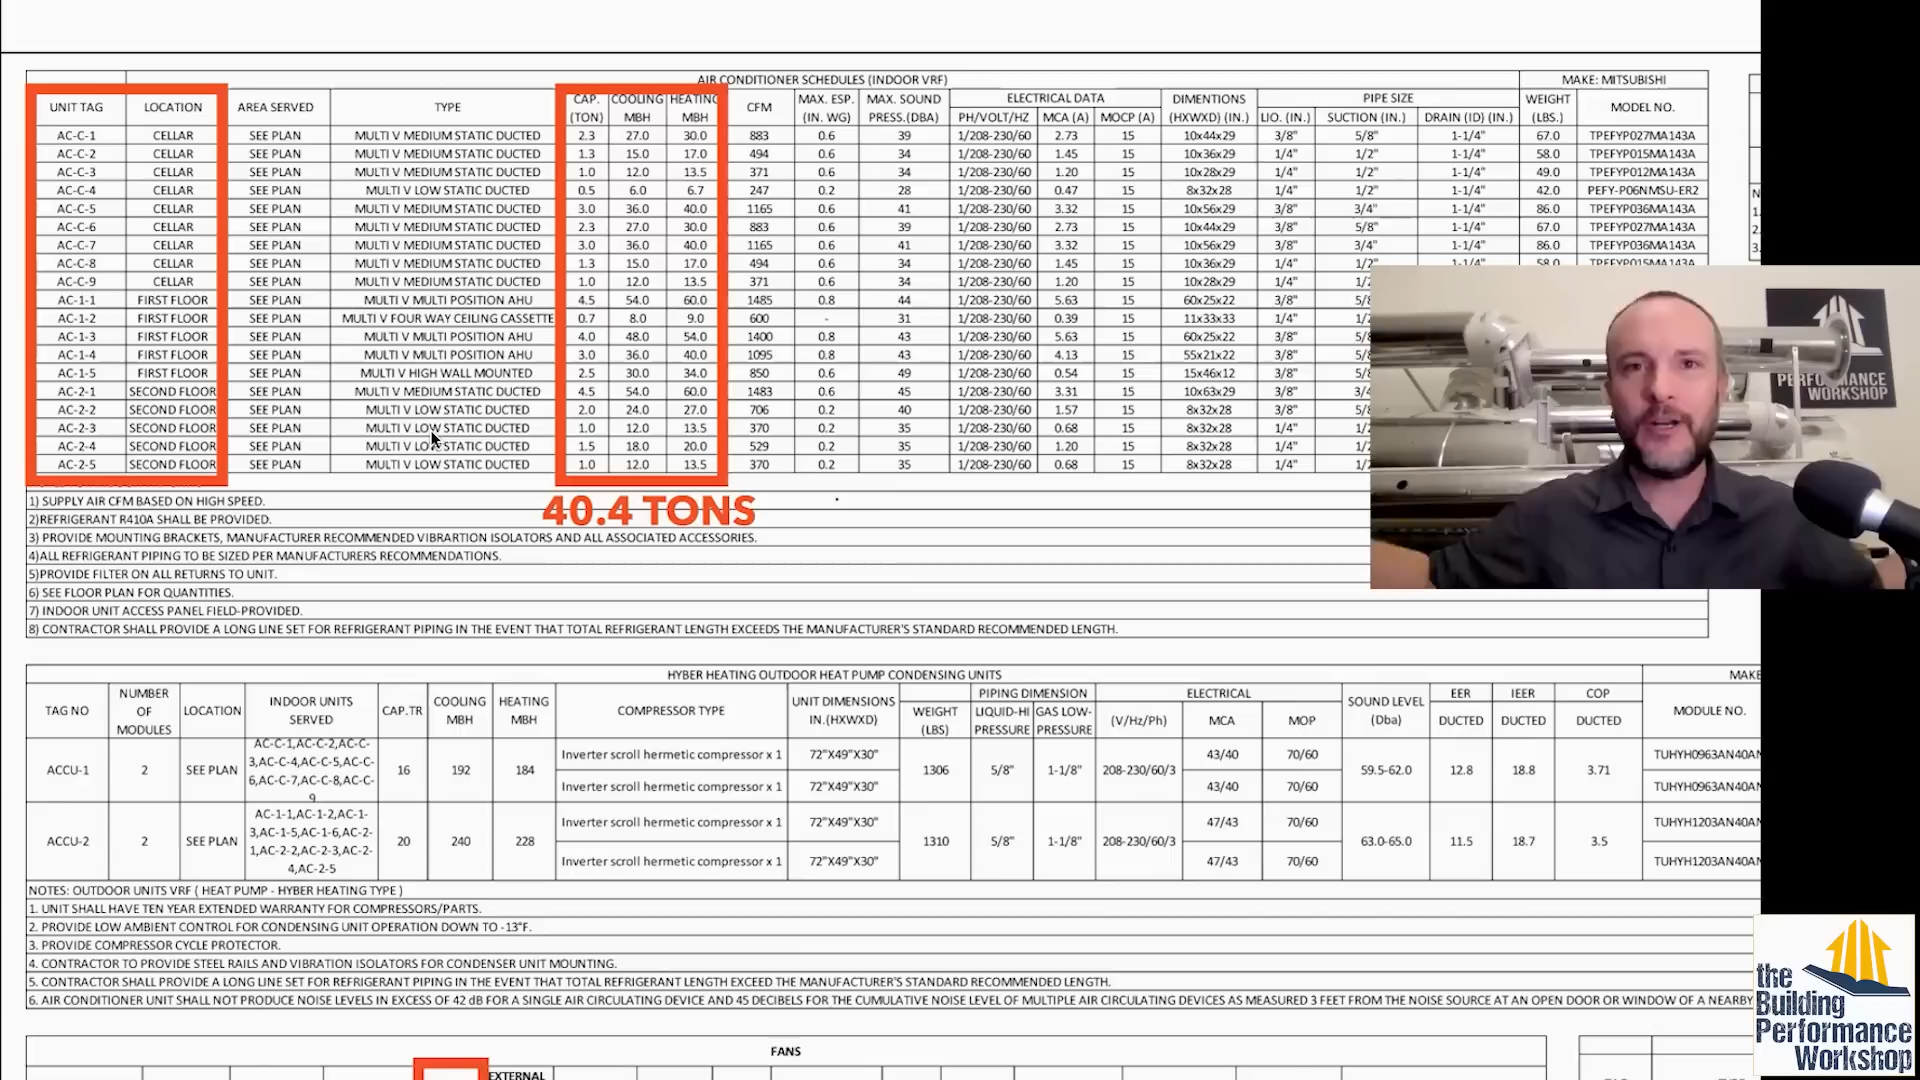 AIR CONDITIONER SCHEDULES (INDOOR VRF) MAKE: MITSUBISHI
UNIT TAG LOCATION AREA SERVED TYPE CAP. (TON) COOLING MBH HEATING MBH CFM MAX. ESP. (IN. WG) MAX. SOUND PRESS.(DBA) ELECTRICAL DATA PH/VOLT/HZ MCA (A) MOCP (A) DIMENTIONS (HXWXD) (IN.) PIPE SIZE LIO. (IN.) SUCTION (IN.) DRAIN (ID) (IN.) WEIGHT (LBS.) MODEL NO.
AC-C-1 CELLAR SEE PLAN MULTI V MEDIUM STATIC DUCTED 2.3 27.0 30.0 883 0.6 39 1/208-230/60 2.73 15 10x44x29 3/8" 5/8" 1-1/4" 67.0 TPEFYP027MA143A
AC-C-2 CELLAR SEE PLAN MULTI V MEDIUM STATIC DUCTED 1.3 15.0 17.0 494 0.6 34 1/208-230/60 1.45 15 10x36x29 1/4" 1/2" 1-1/4" 58.0 TPEFYP015MA143A
AC-C-3 CELLAR SEE PLAN MULTI V MEDIUM STATIC DUCTED 1.0 12.0 13.5 371 0.6 34 1/208-230/60 1.20 15 10x28x29 1/4" 1/2" 1-1/4" 49.0 TPEFYP012MA143A
AC-C-4 CELLAR SEE PLAN MULTI V LOW STATIC DUCTED 0.5 6.0 6.7 247 0.2 28 1/208-230/60 0.47 15 8x32x28 1/4" 1/2" 1-1/4" 42.0 PEFY-P06NMSU-ER2
AC-C-5 CELLAR SEE PLAN MULTI V MEDIUM STATIC DUCTED 3.0 36.0 40.0 1165 0.6 41 1/208-230/60 3.32 15 10x56x29 3/8" 3/4" 1-1/4" 86.0 TPEFYP036MA143A
AC-C-6 CELLAR SEE PLAN MULTI V MEDIUM STATIC DUCTED 2.3 27.0 30.0 883 0.6 39 1/208-230/60 2.73 15 10x44x29 3/8" 5/8" 1-1/4" 67.0 TPEFYP027MA143A
AC-C-7 CELLAR SEE PLAN MULTI V MEDIUM STATIC DUCTED 3.0 36.0 40.0 1165 0.6 41 1/208-230/60 3.32 15 10x56x29 3/8" 3/4" 1-1/4" 86.0 TPEFYP036MA143A
AC-C-8 CELLAR SEE PLAN MULTI V MEDIUM STATIC DUCTED 1.3 15.0 17.0 494 0.6 34 1/208-230/60 1.45 15 10x36x29 1/4" 1/2" 1-1/4" 58.0 TPEFYP015MA143A
AC-C-9 CELLAR SEE PLAN MULTI V MEDIUM STATIC DUCTED 1.0 12.0 13.5 371 0.6 34 1/208-230/60 1.20 15 10x28x29 1/4"
AC-1-1 FIRST FLOOR SEE PLAN MULTI V MULTI POSITION AHU 4.5 54.0 60.0 1485 0.8 44 1/208-230/60 5.63 15 60x25x22 3/8"
AC-1-2 FIRST FLOOR SEE PLAN MULTI V FOUR WAY CEILING CASSETTE 0.7 8.0 9.0 600 - 31 1/208-230/60 0.39 15 11x33x33 1/4"
AC-1-3 FIRST FLOOR SEE PLAN MULTI V MULTI POSITION AHU 4.0 48.0 54.0 1400 0.8 43 1/208-230/60 5.63 15 60x25x22 3/8"
AC-1-4 FIRST FLOOR SEE PLAN MULTI V MULTI POSITION AHU 3.0 36.0 40.0 1095 0.8 43 1/208-230/60 4.13 15 55x21x22 3/8"
AC-1-5 FIRST FLOOR SEE PLAN MULTI V HIGH WALL MOUNTED 2.5 30.0 34.0 850 0.6 49 1/208-230/60 0.54 15 15x46x12 3/8"
AC-2-1 SECOND FLOOR SEE PLAN MULTI V MEDIUM STATIC DUCTED 4.5 54.0 60.0 1483 0.6 45 1/208-230/60 3.31 15 10x63x29 3/8"
AC-2-2 SECOND FLOOR SEE PLAN MULTI V LOW STATIC DUCTED 2.0 24.0 27.0 706 0.2 40 1/208-230/60 1.57 15 8x32x28 3/8"
AC-2-3 SECOND FLOOR SEE PLAN MULTI V LOW STATIC DUCTED 1.0 12.0 13.5 370 0.2 35 1/208-230/60 0.68 15 8x32x28 1/4"
AC-2-4 SECOND FLOOR SEE PLAN MULTI V LOW STATIC DUCTED 1.5 18.0 20.0 529 0.2 35 1/208-230/60 1.20 15 8x32x28 1/4"
AC-2-5 SECOND FLOOR SEE PLAN MULTI V LOW STATIC DUCTED 1.0 12.0 13.5 370 0.2 35 1/208-230/60 0.68 15 8x32x28 1/4"
40.4 TONS
1) SUPPLY AIR CFM BASED ON HIGH SPEED.
2)REFRIGERANT R410A SHALL BE PROVIDED.
3) PROVIDE MOUNTING BRACKETS, MANUFACTURER RECOMMENDED VIBRARTION ISOLATORS AND ALL ASSOCIATED ACCESSORIES.
4)ALL REFRIGERANT PIPING TO BE SIZED PER MANUFACTURERS RECOMMENDATIONS.
5)PROVIDE FILTER ON ALL RETURNS TO UNIT.
6) SEE FLOOR PLAN FOR QUANTITIES.
7) INDOOR UNIT ACCESS PANEL FIELD-PROVIDED.
8) CONTRACTOR SHALL PROVIDE A LONG LINE SET FOR REFRIGERANT PIPING IN THE EVENT THAT TOTAL REFRIGERANT LENGTH EXCEEDS THE MANUFACTURER'S STANDARD RECOMMENDED LENGTH.
PERFORMANCE
WORKSHOP
HYBER HEATING OUTDOOR HEAT PUMP CONDENSING UNITS MAKE
TAG NO NUMBER OF MODULES LOCATION INDOOR UNITS SERVED CAP.TR COOLING MBH HEATING MBH COMPRESSOR TYPE UNIT DIMENSIONS IN.(HXWXD) WEIGHT (LBS) PIPING DIMENSION LIQUID-HI PRESSURE GAS LOW-PRESSURE ELECTRICAL (V/Hz/Ph) MCA MOP SOUND LEVEL (Dba) EER DUCTED IEER DUCTED COP DUCTED MODULE NO.
ACCU-1 2 SEE PLAN AC-C-1,AC-C-2,AC-C-3,AC-C-4,AC-C-5,AC-C-6,AC-C-7,AC-C-8,AC-C-9 16 192 184 Inverter scroll hermetic compressor x 1 72"X49"X30" 1306 5/8" 1-1/8" 208-230/60/3 43/40 70/60 59.5-62.0 12.8 18.8 3.71 TUHYH0963AN40AN
Inverter scroll hermetic compressor x 1 72"X49"X30" 43/40 70/60 TUHYH0963AN40AN
ACCU-2 2 SEE PLAN AC-1-1,AC-1-2,AC-1-3,AC-1-5,AC-1-6,AC-2-1,AC-2-2,AC-2-3,AC-2-4,AC-2-5 20 240 228 Inverter scroll hermetic compressor x 1 72"X49"X30" 1310 5/8" 1-1/8" 208-230/60/3 47/43 70/60 63.0-65.0 11.5 18.7 3.5 TUHYH1203AN40AN
Inverter scroll hermetic compressor x 1 72"X49"X30" 47/43 70/60 TUHYH1203AN40AN
NOTES: OUTDOOR UNITS VRF ( HEAT PUMP - HYBER HEATING TYPE )
1. UNIT SHALL HAVE TEN YEAR EXTENDED WARRANTY FOR COMPRESSORS/PARTS.
2. PROVIDE LOW AMBIENT CONTROL FOR CONDENSING UNIT OPERATION DOWN TO -13°F.
3. PROVIDE COMPRESSOR CYCLE PROTECTOR.
4. CONTRACTOR TO PROVIDE STEEL RAILS AND VIBRATION ISOLATORS FOR CONDENSER UNIT MOUNTING.
5. CONTRACTOR SHALL PROVIDE A LONG LINE SET FOR REFRIGERANT PIPING IN THE EVENT THAT TOTAL REFRIGERANT LENGTH EXCEED THE MANUFACTURER'S STANDARD RECOMMENDED LENGTH.
6. AIR CONDITIONER UNIT SHALL NOT PRODUCE NOISE LEVELS IN EXCESS OF 42 dB FOR A SINGLE AIR CIRCULATING DEVICE AND 45 DECIBELS FOR THE CUMULATIVE NOISE LEVEL OF MULTIPLE AIR CIRCULATING DEVICES AS MEASURED 3 FEET FROM THE NOISE SOURCE AT AN OPEN DOOR OR WINDOW OF A NEARBY
FANS
EXTERNAL
the
Building
Performance
Workshop